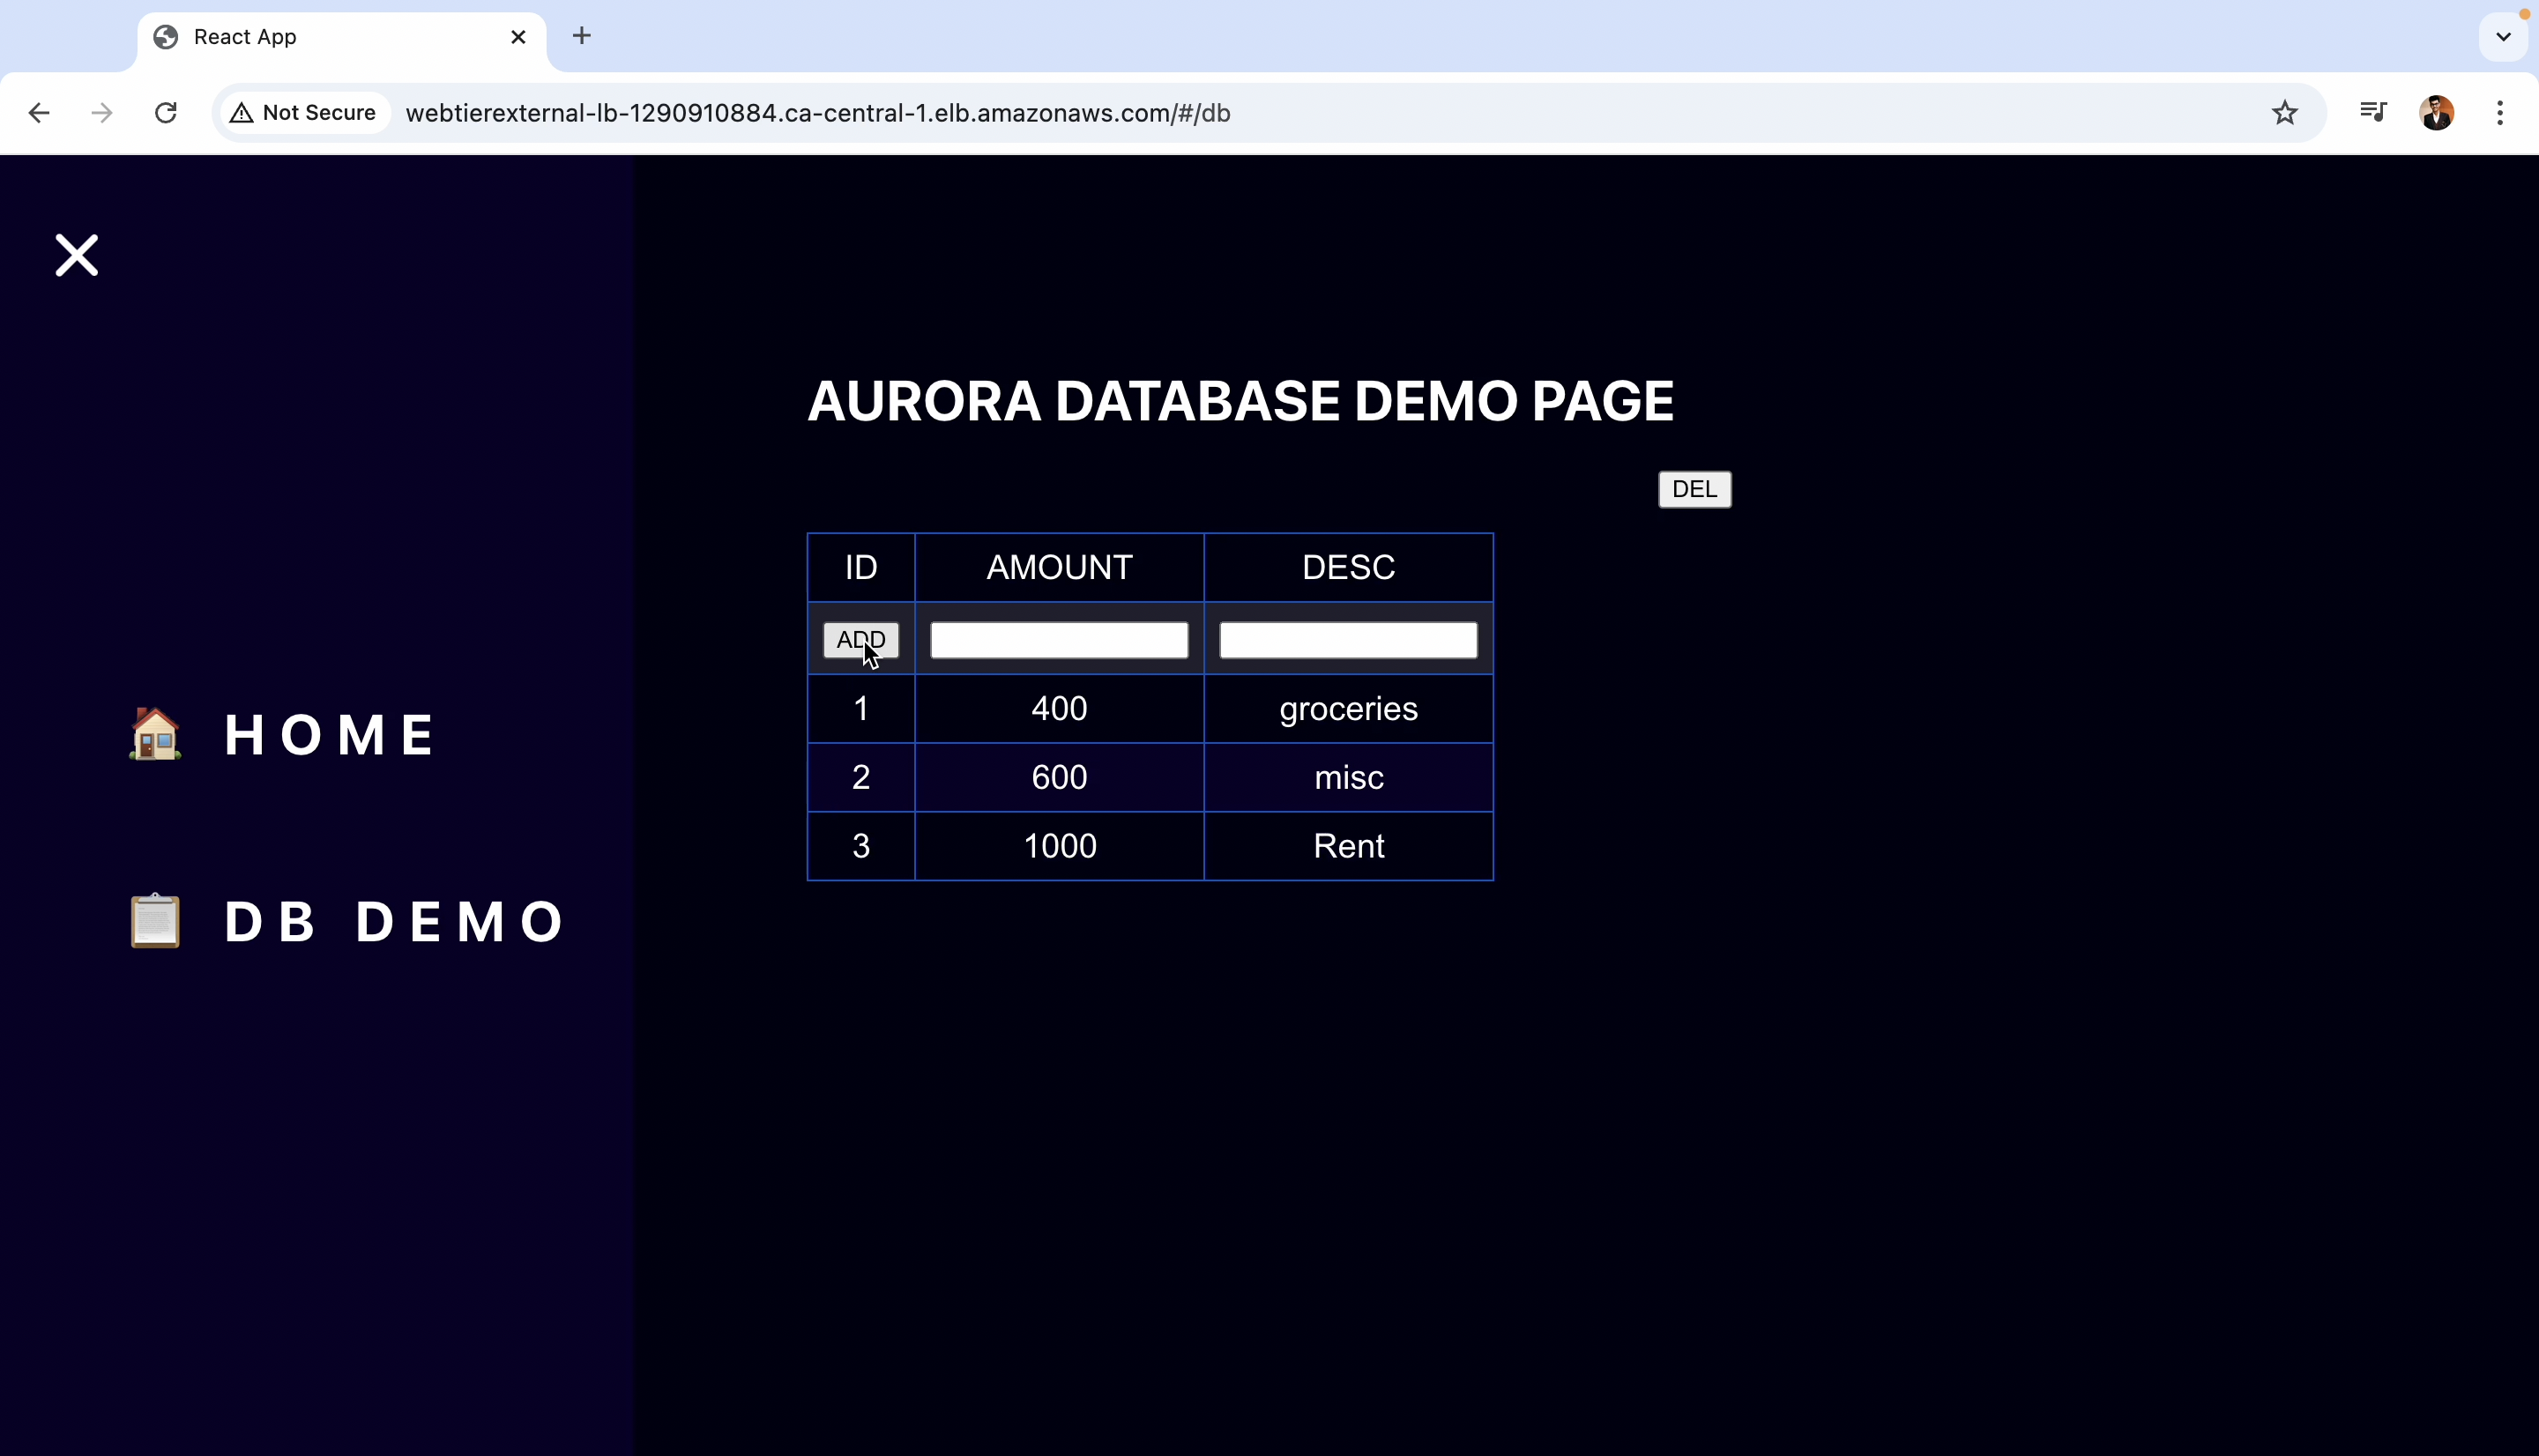 React App
Not Secure webtierexternal-lb-1290910884.ca-central-1.elb.amazonaws.com/#/db
HOME
DB DEMO
AURORA DATABASE DEMO PAGE
DEL
ID AMOUNT DESC
ADD
1 400 groceries
2 600 misc
3 1000 Rent